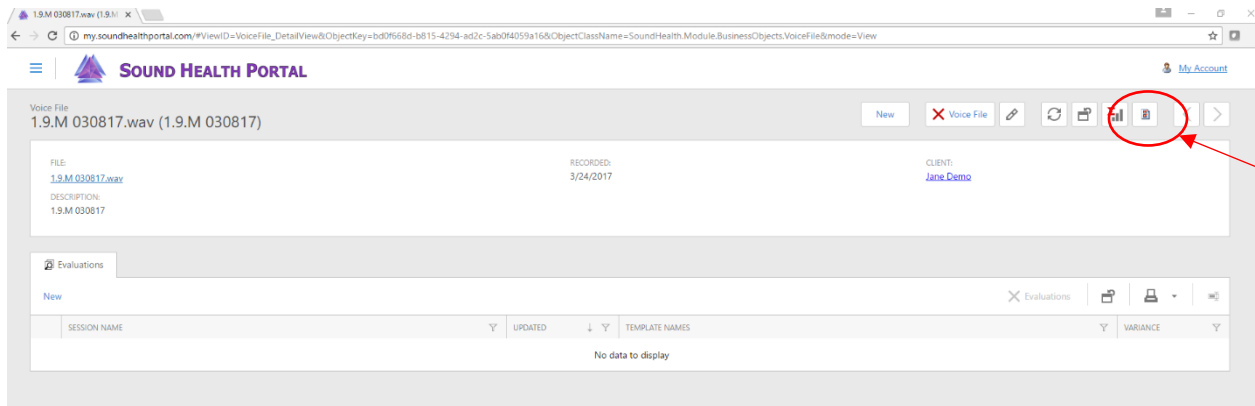 1.9.M 030817.wav (1.9.M
my.soundhealthportal.com/#ViewID=VoiceFile_DetailView&ObjectKey=bd0f668d-b815-4294-ad2c-5ab0f4059a16&ObjectClassName=SoundHealth.Module.BusinessObjects.VoiceFile&mode=View
SOUND HEALTH PORTAL
My Account
Voice File
1.9.M 030817.wav (1.9.M 030817)
New
Voice File
FILE:
1.9.M 030817.wav
RECORDED:
3/24/2017
CLIENT:
Jane Demo
DESCRIPTION:
1.9.M 030817
Evaluations
New
Evaluations
SESSION NAME UPDATED TEMPLATE NAMES VARIANCE
No data to display